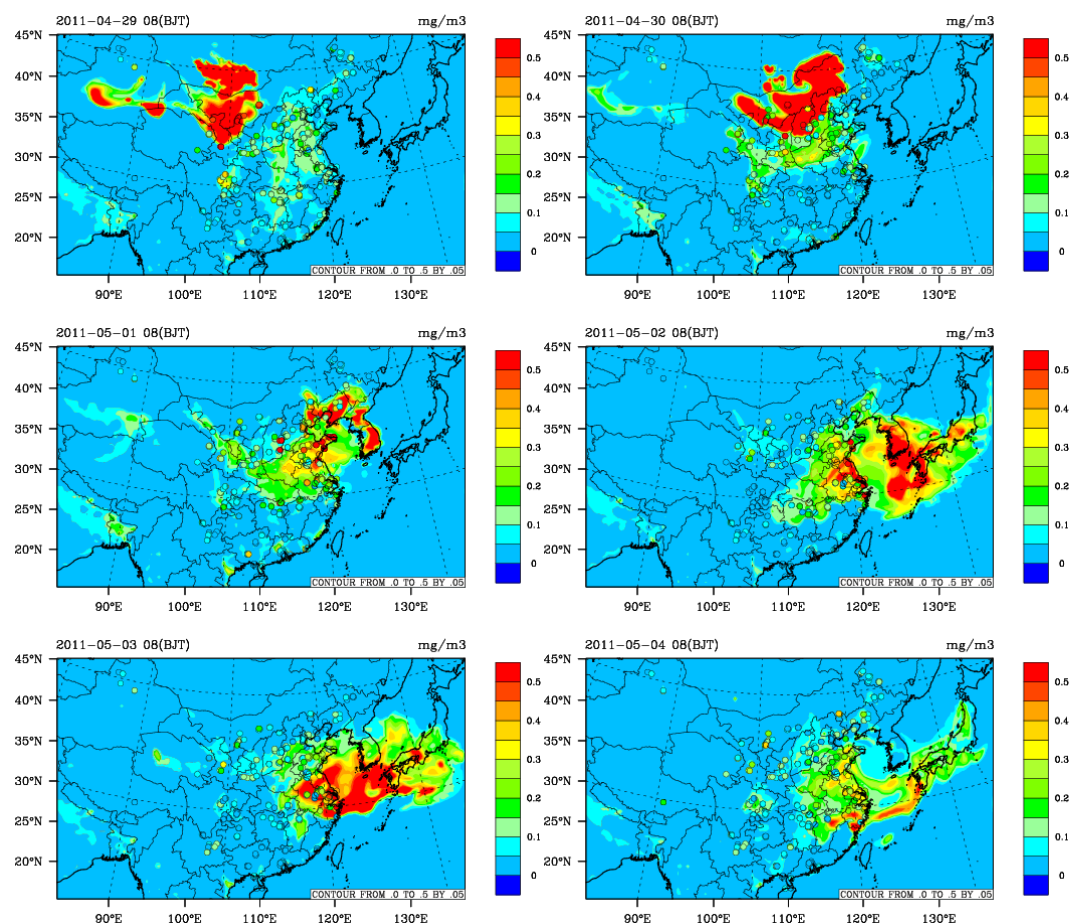 2011-04-29 08(BJT) mg/m3
45°N
40°N
35°N
30°N
25°N
20°N
0.5
0.4
0.3
0.2
0.1
0
CONTOUR FROM .0 TO .5 BY .05
90°E 100°E 110°E 120°E 130°E
2011-04-30 08(BJT) mg/m3
45°N
40°N
35°N
30°N
25°N
20°N
0.5
0.4
0.3
0.2
0.1
0
CONTOUR FROM .0 TO .5 BY .05
90°E 100°E 110°E 120°E 130°E
2011-05-01 08(BJT) mg/m3
45°N
40°N
35°N
30°N
25°N
20°N
0.5
0.4
0.3
0.2
0.1
0
CONTOUR FROM .0 TO .5 BY .05
90°E 100°E 110°E 120°E 130°E
2011-05-02 08(BJT) mg/m3
45°N
40°N
35°N
30°N
25°N
20°N
0.5
0.4
0.3
0.2
0.1
0
CONTOUR FROM .0 TO .5 BY .05
90°E 100°E 110°E 120°E 130°E
2011-05-03 08(BJT) mg/m3
45°N
40°N
35°N
30°N
25°N
20°N
0.5
0.4
0.3
0.2
0.1
0
CONTOUR FROM .0 TO .5 BY .05
90°E 100°E 110°E 120°E 130°E
2011-05-04 08(BJT) mg/m3
45°N
40°N
35°N
30°N
25°N
20°N
0.5
0.4
0.3
0.2
0.1
0
CONTOUR FROM .0 TO .5 BY .05
90°E 100°E 110°E 120°E 130°E